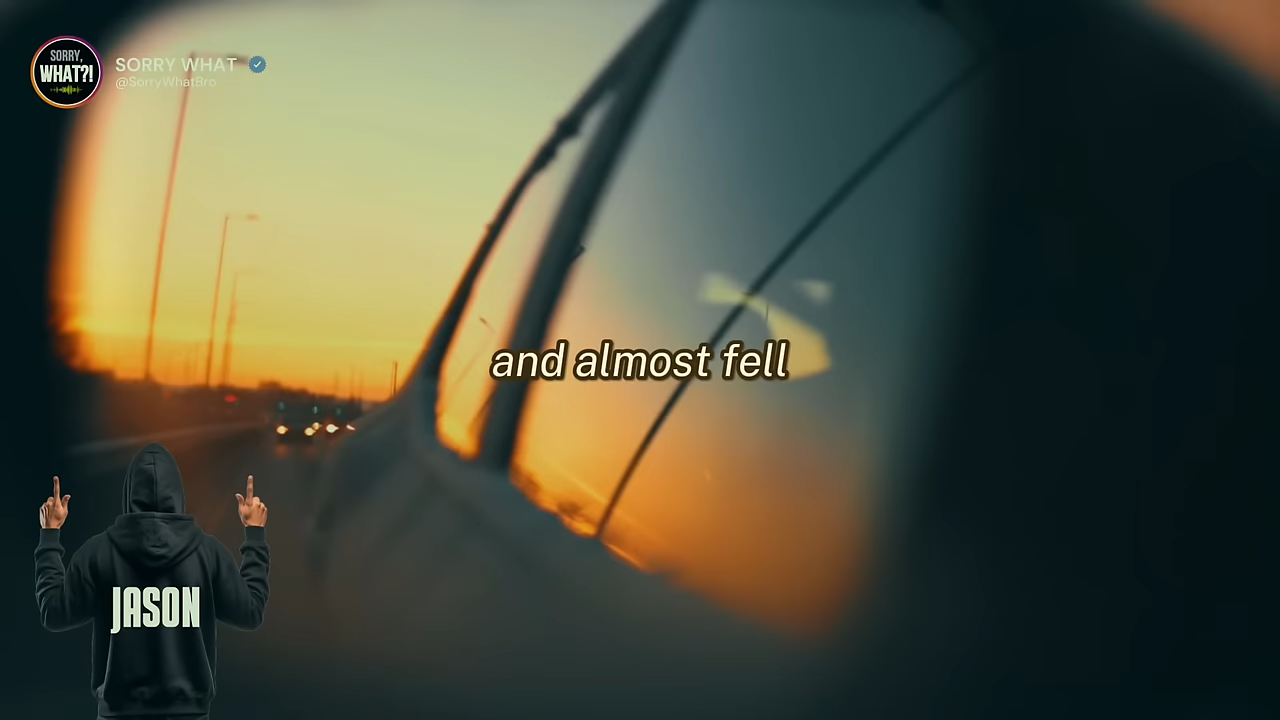 SORRY,
WHAT?!
SORRY WHAT
@SorryWhatBro
and almost fell
JASON